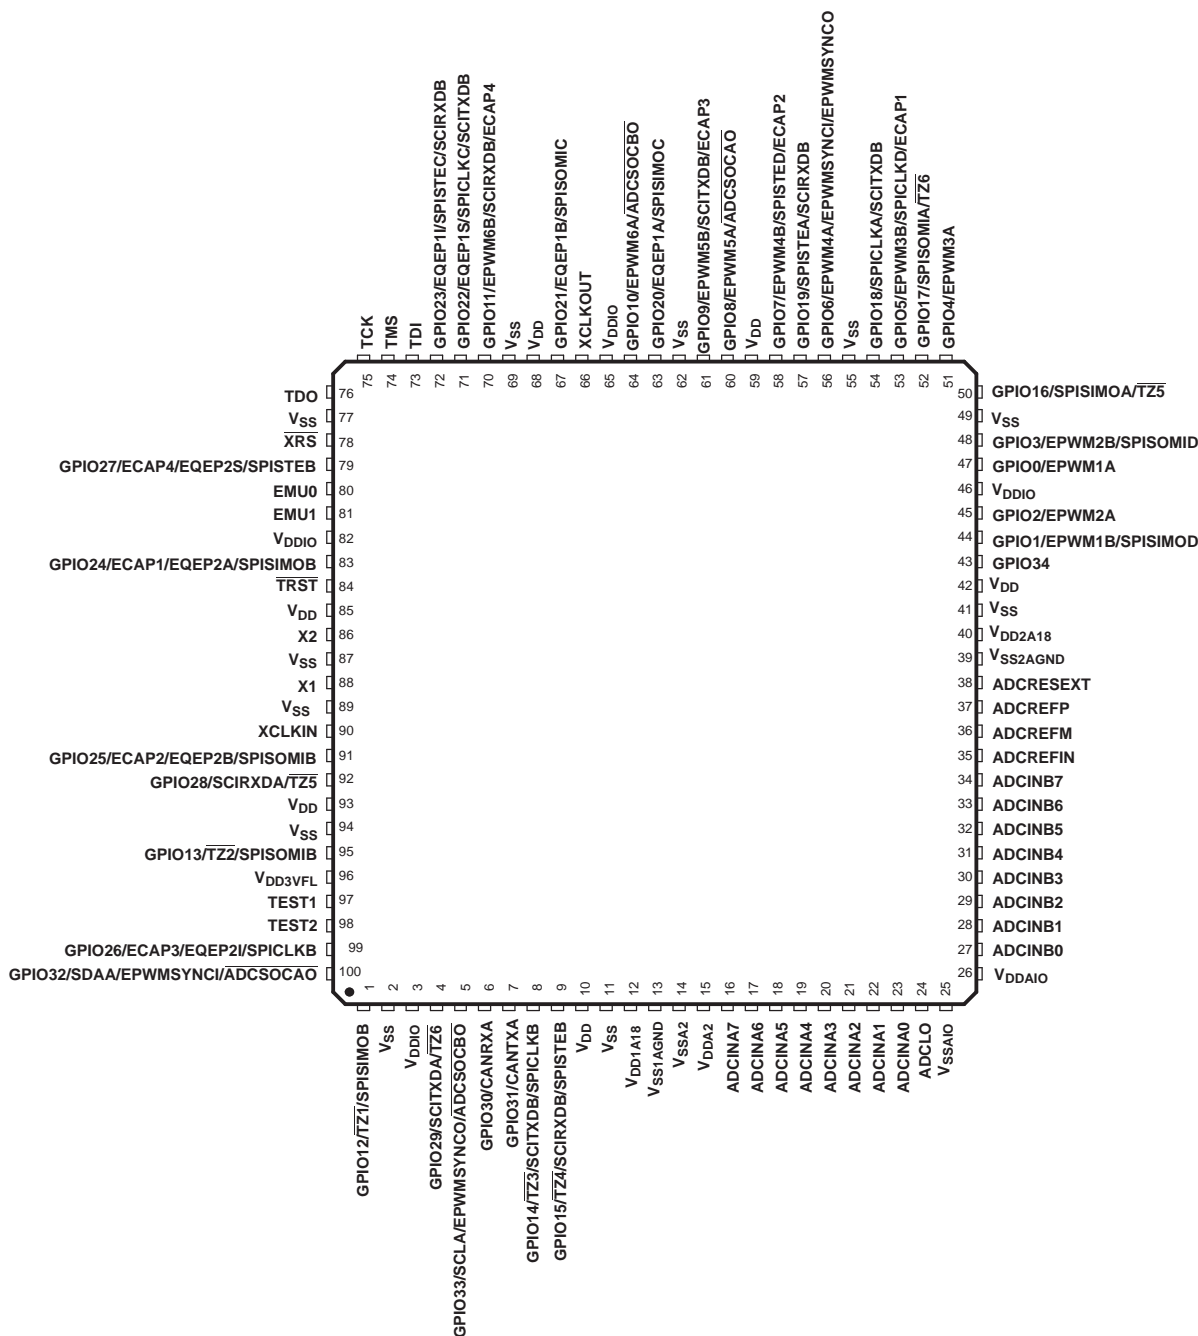 GPIO23/EQEP1I/SPISTEC/SCIRXDB
GPIO22/EQEP1S/SPICLKC/SCITXDB
GPIO11/EPWM6B/SCIRXDB/ECAP4
GPIO21/EQEP1B/SPISOMIC
GPIO10/EPWM6A/ADCSOCBO
GPIO20/EQEP1A/SPISIMOC
GPIO9/EPWM5B/SCITXDB/ECAP3
GPIO8/EPWM5A/ADCSOCAO
GPIO7/EPWM4B/SPISTED/ECAP2
GPIO19/SPISTEA/SCIRXDB
GPIO6/EPWM4A/EPWMSYNCI/EPWMSYNCO
GPIO18/SPICLKA/SCITXDB
GPIO5/EPWM3B/SPICLKD/ECAP1
GPIO17/SPISOMIA/TZ6
GPIO4/EPWM3A
TCK
TMS
TDI
VSS
VDD
XCLKOUT
VDDIO
VSS
VDD
VSS
75
74
73
72
71
70
69
68
67
66
65
64
63
62
61
60
59
58
57
56
55
54
53
52
51
TDO 76
VSS 77
XRS 78
GPIO27/ECAP4/EQEP2S/SPISTEB 79
EMU0 80
EMU1 81
VDDIO 82
GPIO24/ECAP1/EQEP2A/SPISIMOB 83
TRST 84
VDD 85
X2 86
VSS 87
X1 88
VSS 89
XCLKIN 90
GPIO25/ECAP2/EQEP2B/SPISOMIB 91
GPIO28/SCIRXDA/TZ5 92
VDD 93
VSS 94
GPIO13/TZ2/SPISOMIB 95
VDD3VFL 96
TEST1 97
TEST2 98
GPIO26/ECAP3/EQEP2I/SPICLKB 99
GPIO32/SDAA/EPWMSYNCI/ADCSOCAO 100
50 GPIO16/SPISIMOA/TZ5
49 VSS
48 GPIO3/EPWM2B/SPISOMID
47 GPIO0/EPWM1A
46 VDDIO
45 GPIO2/EPWM2A
44 GPIO1/EPWM1B/SPISIMOD
43 GPIO34
42 VDD
41 VSS
40 VDD2A18
39 VSS2AGND
38 ADCRESEXT
37 ADCREFP
36 ADCREFM
35 ADCREFIN
34 ADCINB7
33 ADCINB6
32 ADCINB5
31 ADCINB4
30 ADCINB3
29 ADCINB2
28 ADCINB1
27 ADCINB0
26 VDDAIO
1
2
3
4
5
6
7
8
9
10
11
12
13
14
15
16
17
18
19
20
21
22
23
24
25
GPIO12/TZ1/SPISIMOB
VSS
VDDIO
GPIO29/SCITXDA/TZ6
GPIO33/SCLA/EPWMSYNCO/ADCSOCBO
GPIO30/CANRXA
GPIO31/CANTXA
GPIO14/TZ3/SCITXDB/SPICLKB
GPIO15/TZ4/SCIRXDB/SPISTEB
VDD
VSS
VDD1A18
VSS1AGND
VSSA2
VDDA2
ADCINA7
ADCINA6
ADCINA5
ADCINA4
ADCINA3
ADCINA2
ADCINA1
ADCINA0
ADCLO
VSSAIO